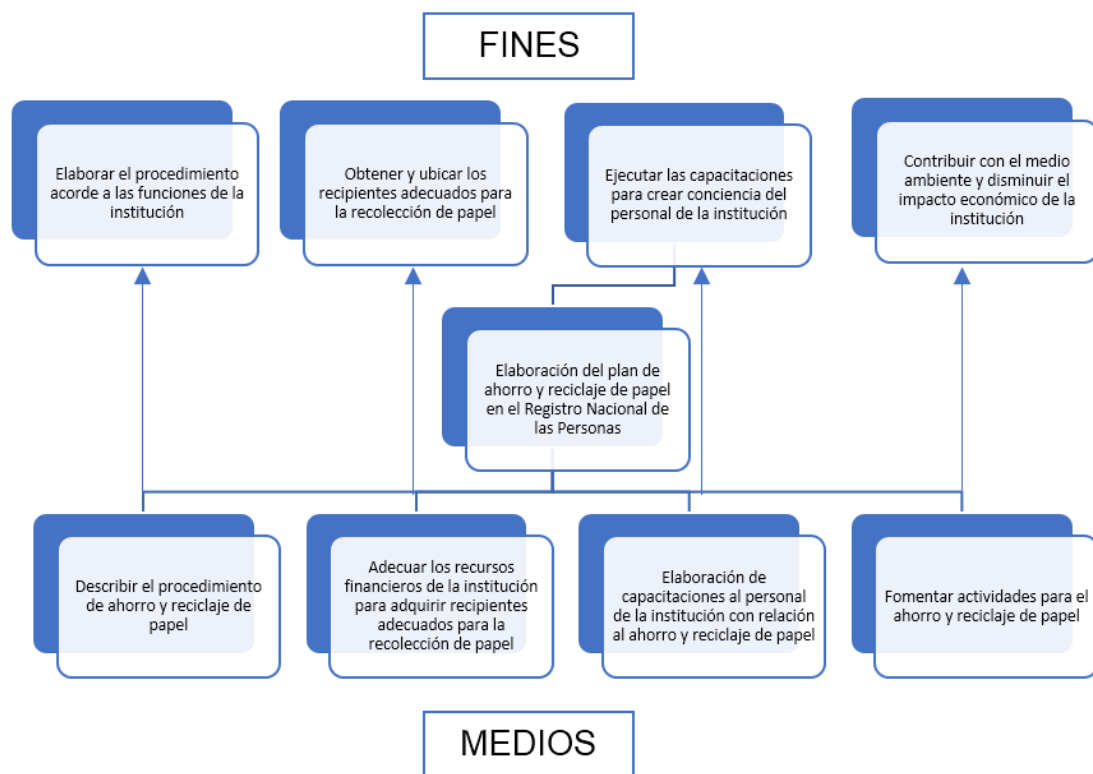 FINES
Elaborar el procedimiento
acorde a las funciones de la
institución
Obtener y ubicar los
recipientes adecuados para
la recolección de papel
Ejecutar las capacitaciones
para crear conciencia del
personal de la institución
Contribuir con el medio
ambiente y disminuir el
impacto económico de la
institución
Elaboración del plan de
ahorro y reciclaje de papel
en el Registro Nacional de
las Personas
Describir el procedimiento
de ahorro y reciclaje de
papel
Adecuar los recursos
financieros de la institución
para adquirir recipientes
adecuados para la
recolección de papel
Elaboración de
capacitaciones al personal
de la institución con relación
al ahorro y reciclaje de papel
Fomentar actividades para el
ahorro y reciclaje de papel
MEDIOS